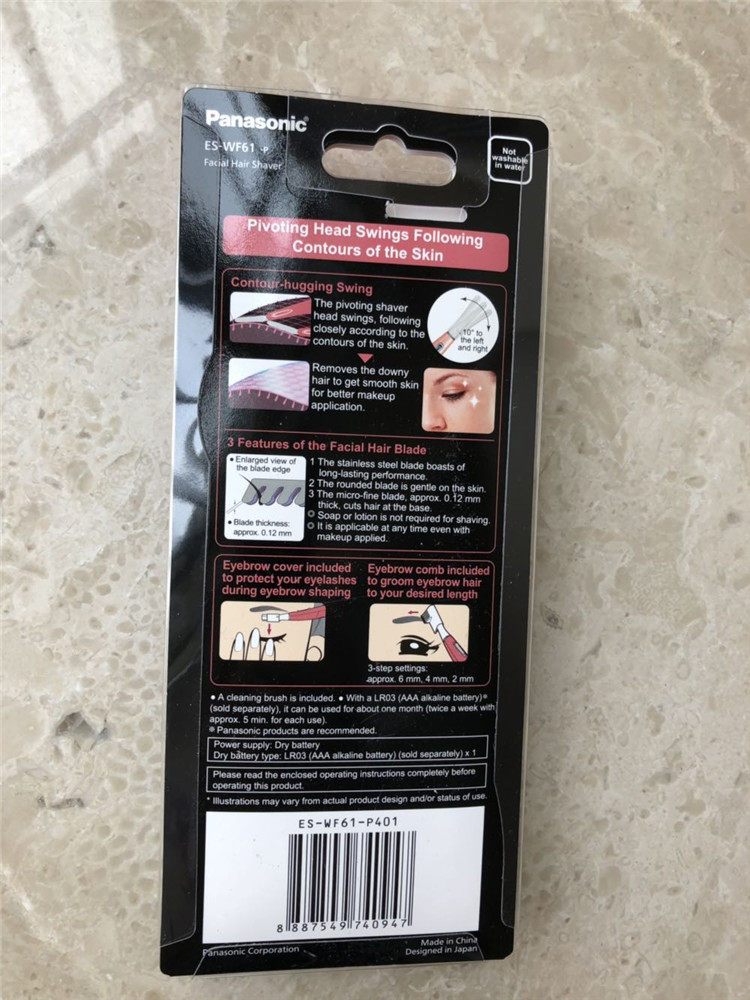 Panasonic
ES-WF61 -P
Facial Hair Shaver
Not
washable
in water
Pivoting Head Swings Following
Contours of the Skin
Contour-hugging Swing
The pivoting shaver
head swings, following
closely according to the
contours of the skin.
10° to
the left
and right
Removes the downy
hair to get smooth skin
for better makeup
application.
3 Features of the Facial Hair Blade
• Enlarged view of
the blade edge
• Blade thickness:
approx. 0.12 mm
1 The stainless steel blade boasts of
long-lasting performance.
2 The rounded blade is gentle on the skin.
3 The micro-fine blade, approx. 0.12 mm
thick, cuts hair at the base.
◎ Soap or lotion is not required for shaving.
◎ It is applicable at any time even with
makeup applied.
Eyebrow cover included
to protect your eyelashes
during eyebrow shaping
Eyebrow comb included
to groom eyebrow hair
to your desired length
3-step settings:
approx. 6 mm, 4 mm, 2 mm
• A cleaning brush is included. • With a LR03 (AAA alkaline battery)※
(sold separately), it can be used for about one month (twice a week with
approx. 5 min. for each use).
※ Panasonic products are recommended.
Power supply: Dry battery
Dry battery type: LR03 (AAA alkaline battery) (sold separately) x 1
Please read the enclosed operating instructions completely before
operating this product.
* Illustrations may vary from actual product design and/or status of use.
ES-WF61-P401
8 887549 740947
Panasonic Corporation
Made in China
Designed in Japan